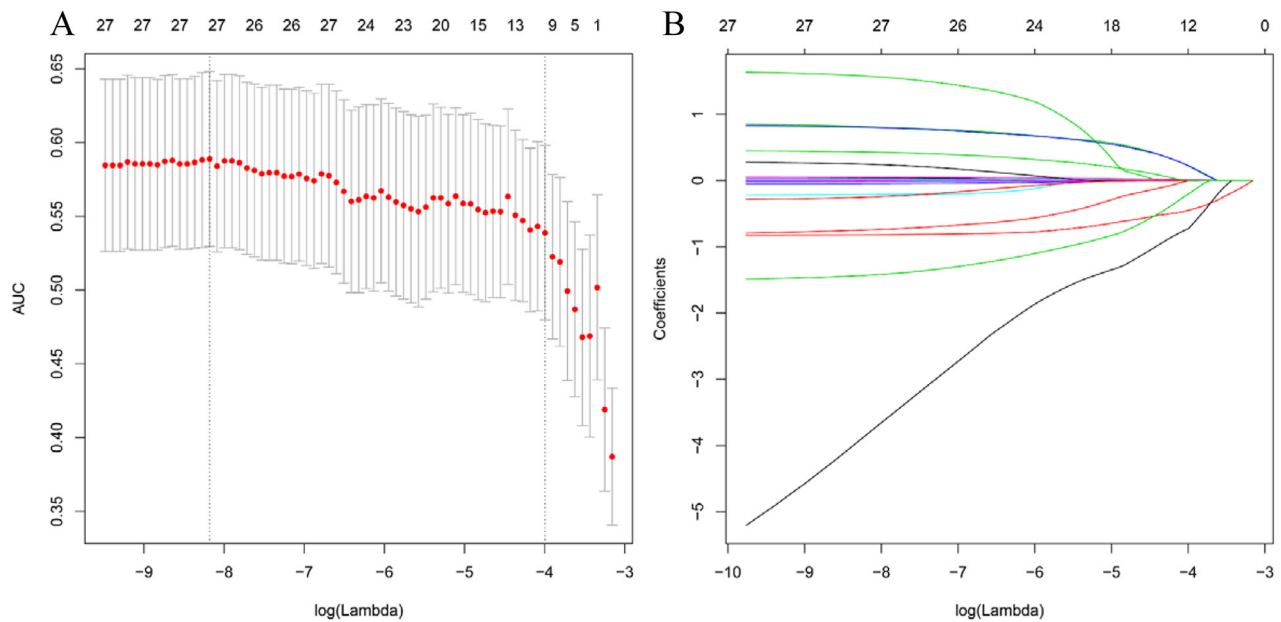 A
27 27 27 27 26 26 27 24 23 20 15 13 9 5 1
0.65
0.60
0.55
0.50
0.45
0.40
0.35
AUC
−9 −8 −7 −6 −5 −4 −3
log(Lambda)
B
27 27 27 26 24 18 12 0
1
0
−1
−2
−3
−4
−5
Coefficients
−10 −9 −8 −7 −6 −5 −4 −3
log(Lambda)